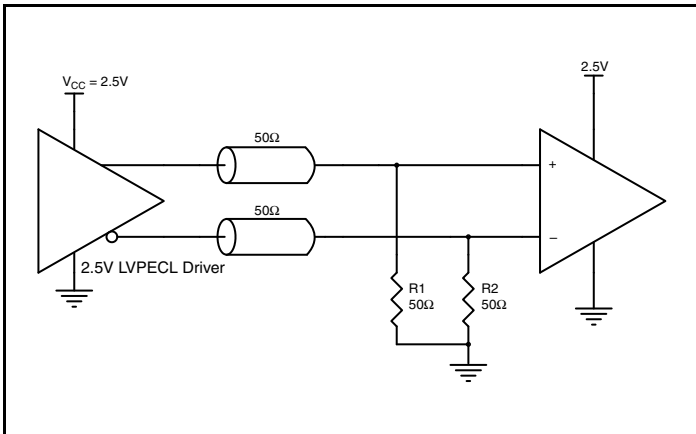 V_CC = 2.5V
2.5V
50Ω
50Ω
+
−
2.5V LVPECL Driver
R1
50Ω
R2
50Ω